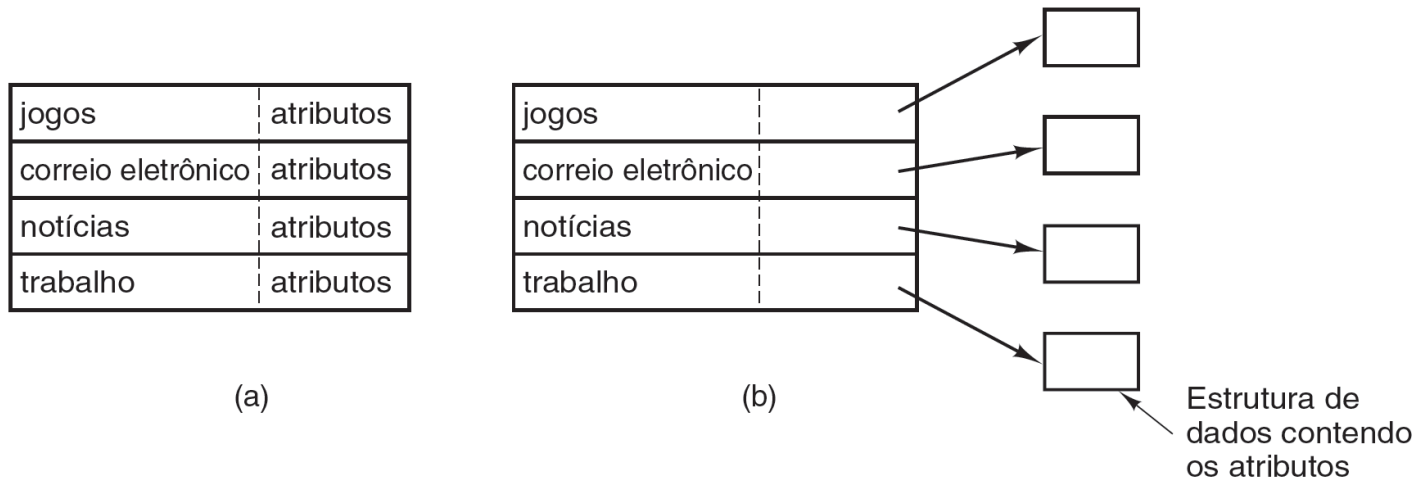 jogos atributos
correio eletrônico atributos
notícias atributos
trabalho atributos
(a)
jogos
correio eletrônico
notícias
trabalho
(b)
Estrutura de
dados contendo
os atributos